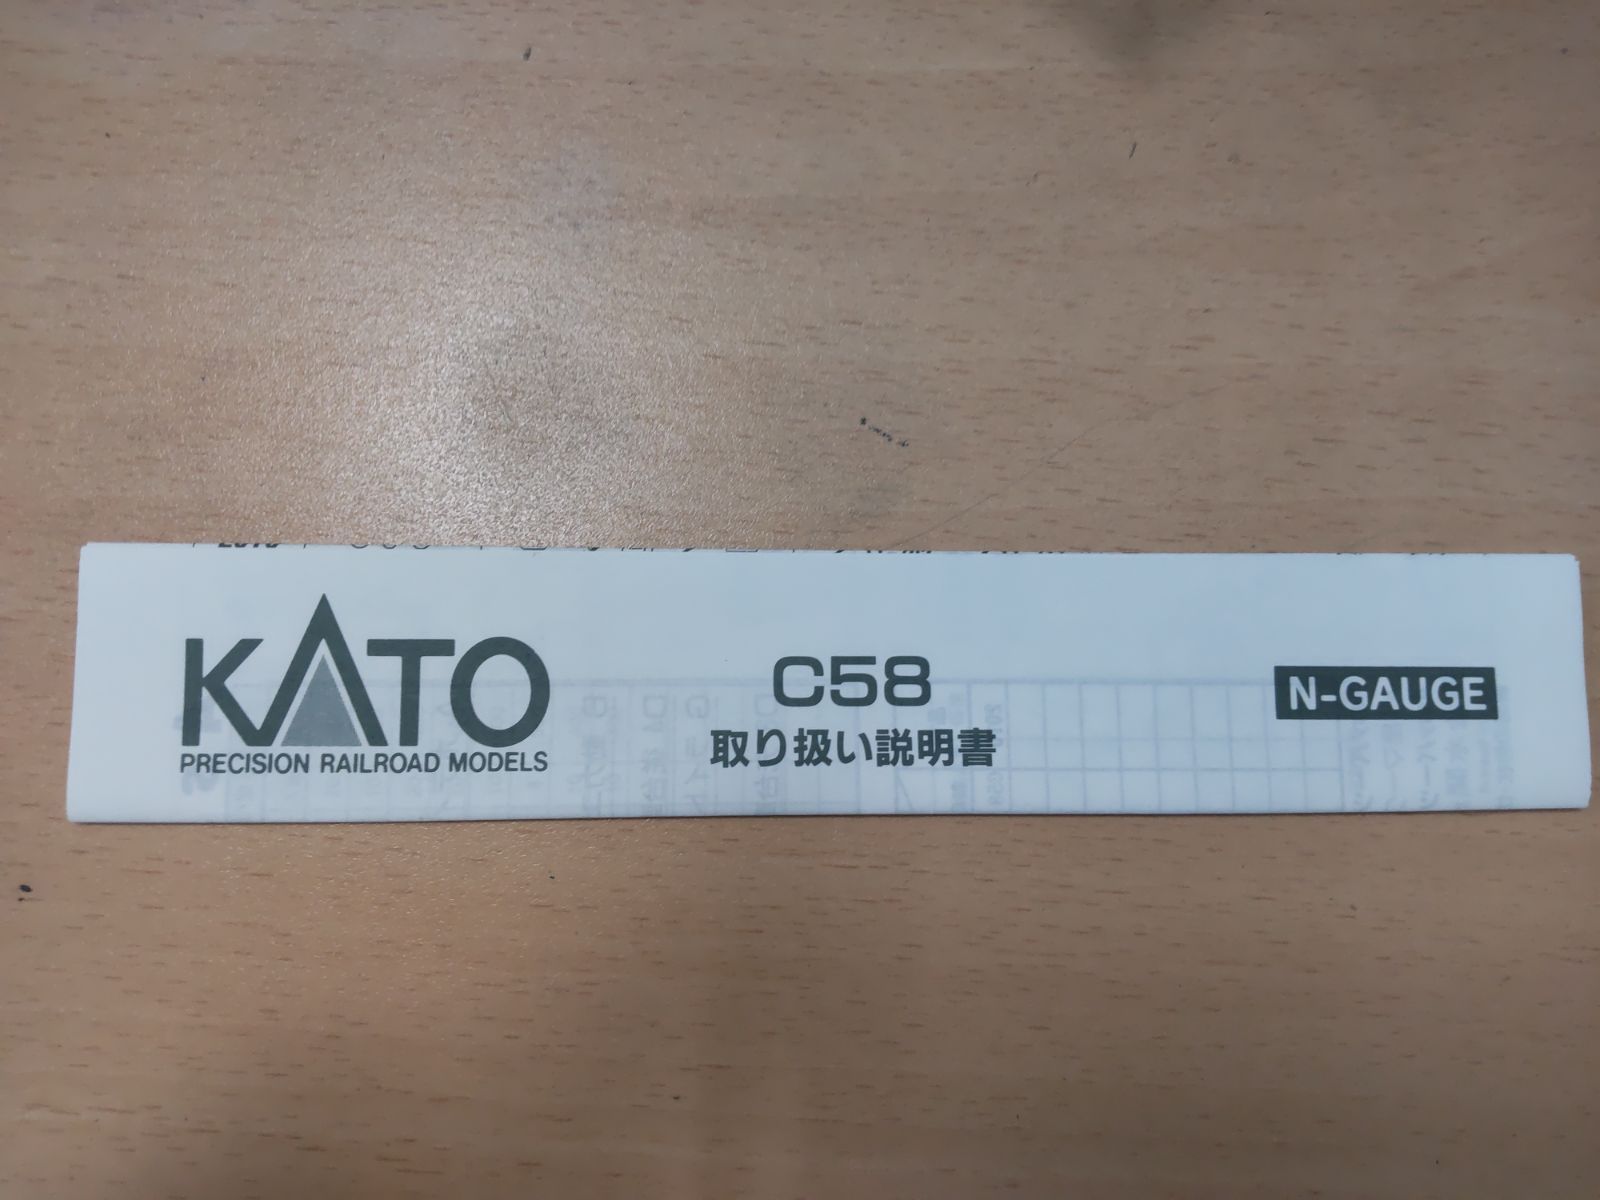 KATO
PRECISION RAILROAD MODELS
C58
取り扱い説明書
N-GAUGE